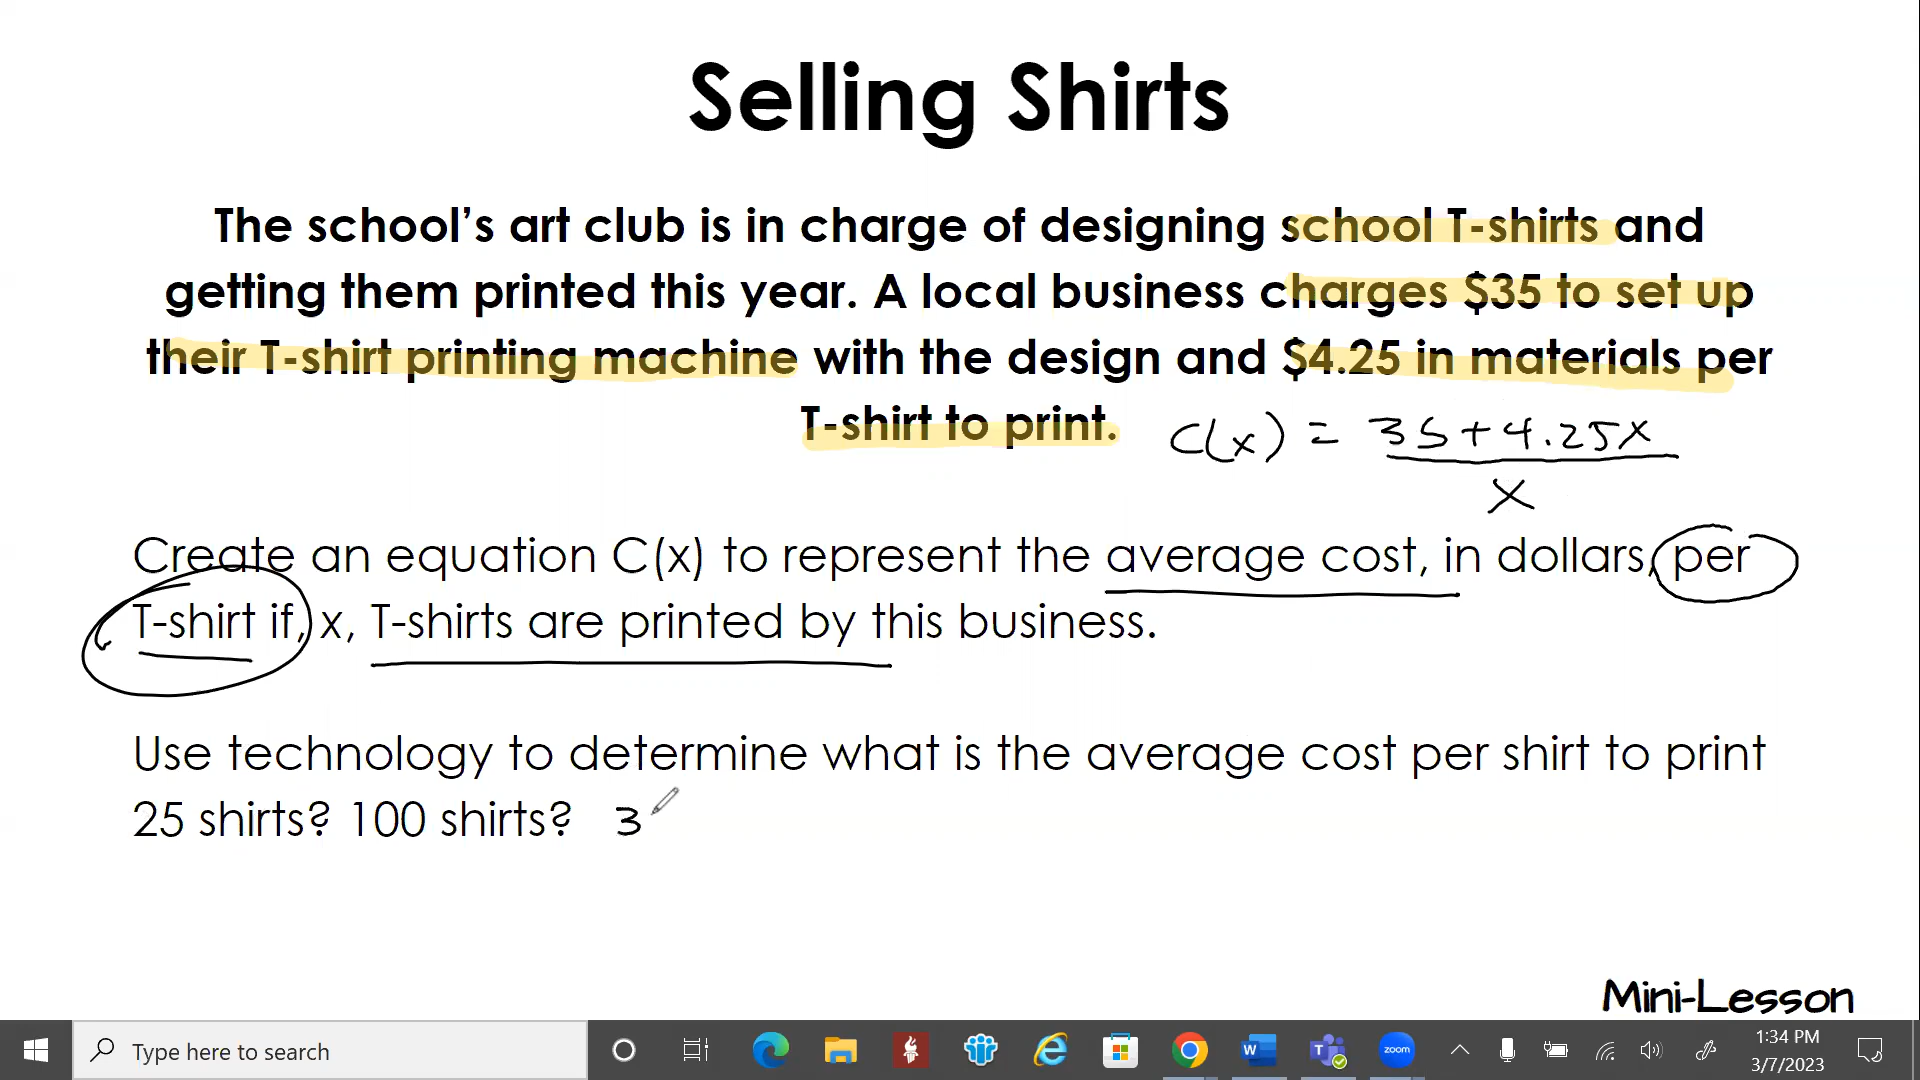 Selling Shirts
The school’s art club is in charge of designing school T-shirts and
getting them printed this year. A local business charges $35 to set up
their T-shirt printing machine with the design and $4.25 in materials per
T-shirt to print.
C(x) = 35+4.25x
x
Create an equation C(x) to represent the average cost, in dollars, per
T-shirt if, x, T-shirts are printed by this business.
Use technology to determine what is the average cost per shirt to print
25 shirts? 100 shirts? 3
Mini-Lesson
Type here to search
W
T
zoom
1:34 PM
3/7/2023